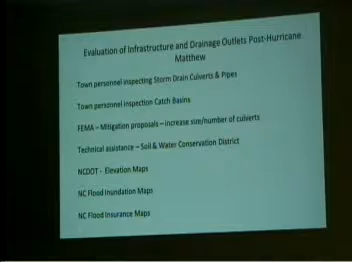 Evaluation of Infrastructure and Drainage Outlets Post-Hurricane
Matthew
Town personnel inspecting Storm Drain Culverts & Pipes
Town personnel inspection Catch Basins
FEMA – Mitigation proposals – increase size/number of culverts
Technical assistance – Soil & Water Conservation District
NCDOT - Elevation Maps
NC Flood Inundation Maps
NC Flood Insurance Maps